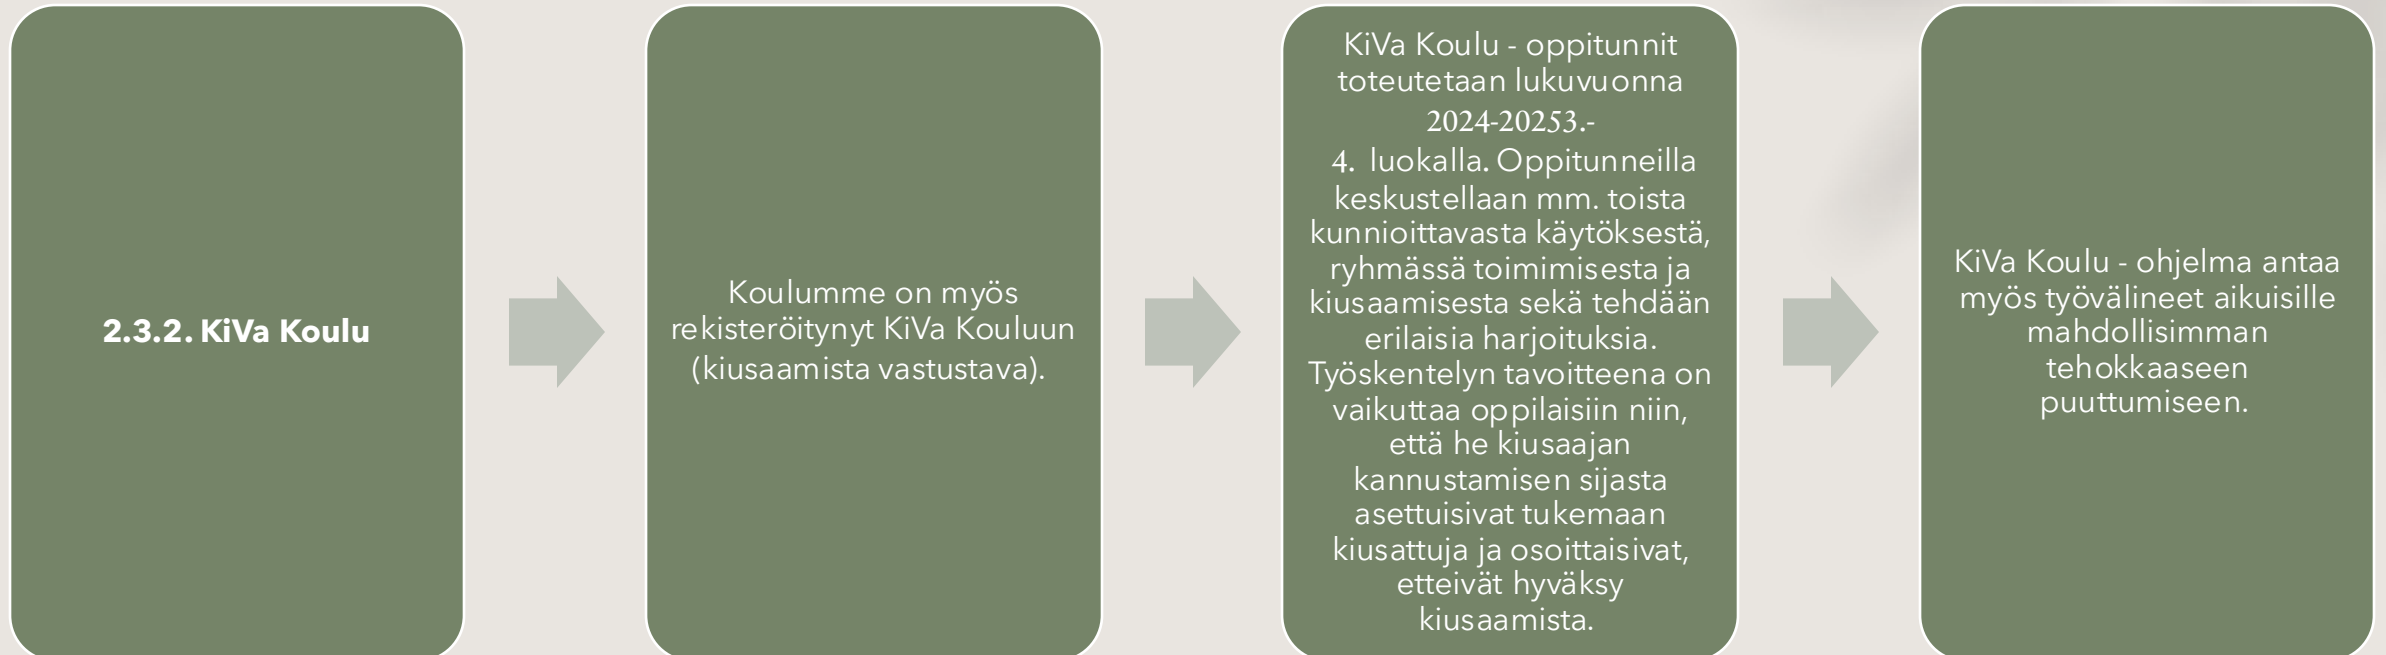 2.3.2. KiVa Koulu
Koulumme on myös
rekisteröitynyt KiVa Kouluun
(kiusaamista vastustava).
KiVa Koulu - oppitunnit
toteutetaan lukuvuonna
2024-20253.-
4. luokalla. Oppitunneilla
keskustellaan mm. toista
kunnioittavasta käytöksestä,
ryhmässä toimimisesta ja
kiusaamisesta sekä tehdään
erilaisia harjoituksia.
Työskentelyn tavoitteena on
vaikuttaa oppilaisiin niin,
että he kiusaajan
kannustamisen sijasta
asettuisivat tukemaan
kiusattuja ja osoittaisivat,
etteivät hyväksy
kiusaamista.
KiVa Koulu - ohjelma antaa
myös työvälineet aikuisille
mahdollisimman
tehokkaaseen
puuttumiseen.